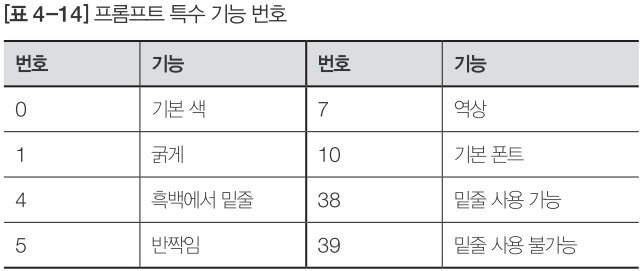 [표 4-14] 프롬프트 특수 기능 번호
번호 기능 번호 기능
0 기본 색 7 역상
1 굵게 10 기본 폰트
4 흑백에서 밑줄 38 밑줄 사용 가능
5 반짝임 39 밑줄 사용 불가능